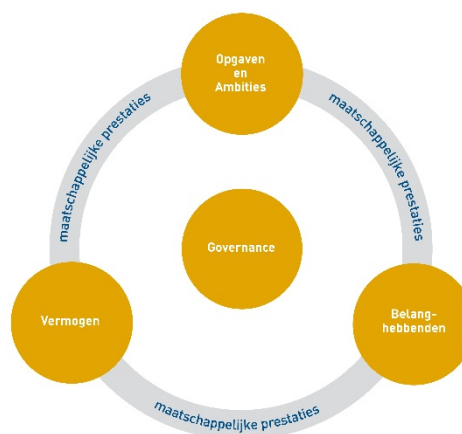 Opgaven
en
Ambities
maatschappelijke prestaties
maatschappelijke prestaties
Governance
Vermogen
Belang-
hebbenden
maatschappelijke prestaties